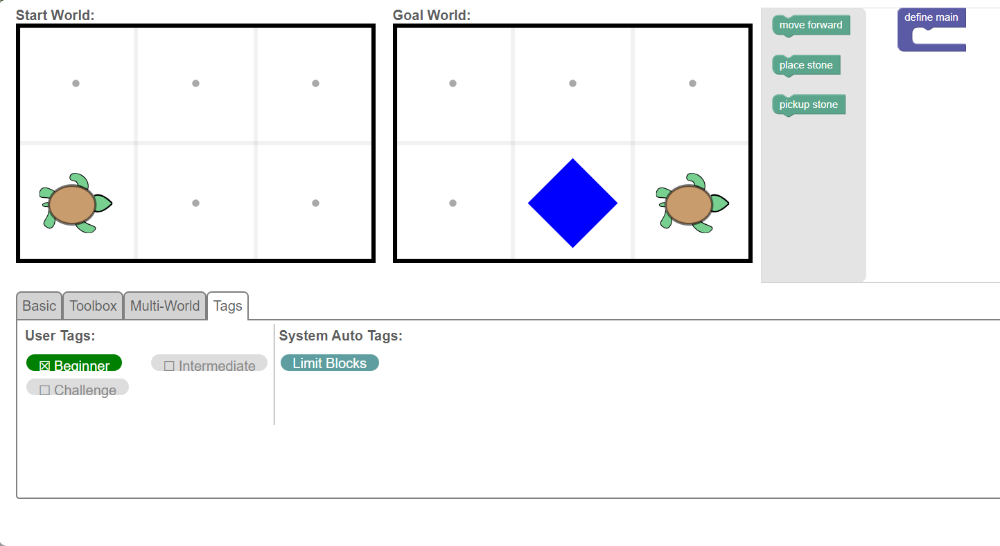 Start World:
Goal World:
move forward
place stone
pickup stone
define main
Basic
Toolbox
Multi-World
Tags
User Tags:
Beginner
Intermediate
Challenge
System Auto Tags:
Limit Blocks